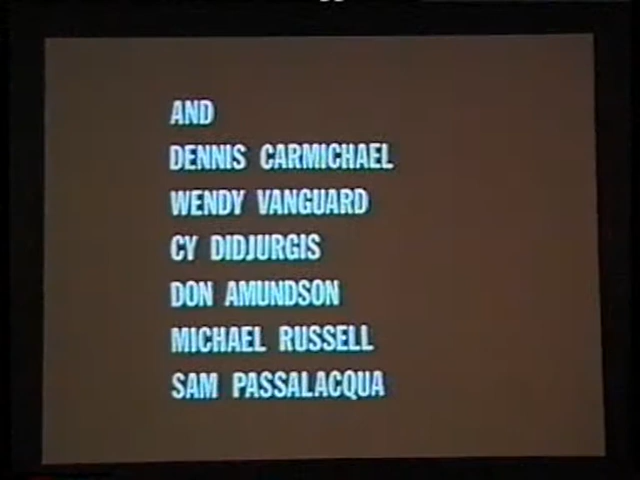 AND
DENNIS CARMICHAEL
WENDY VANGUARD
CY DIDJURGIS
DON AMUNDSON
MICHAEL RUSSELL
SAM PASSALACQUA